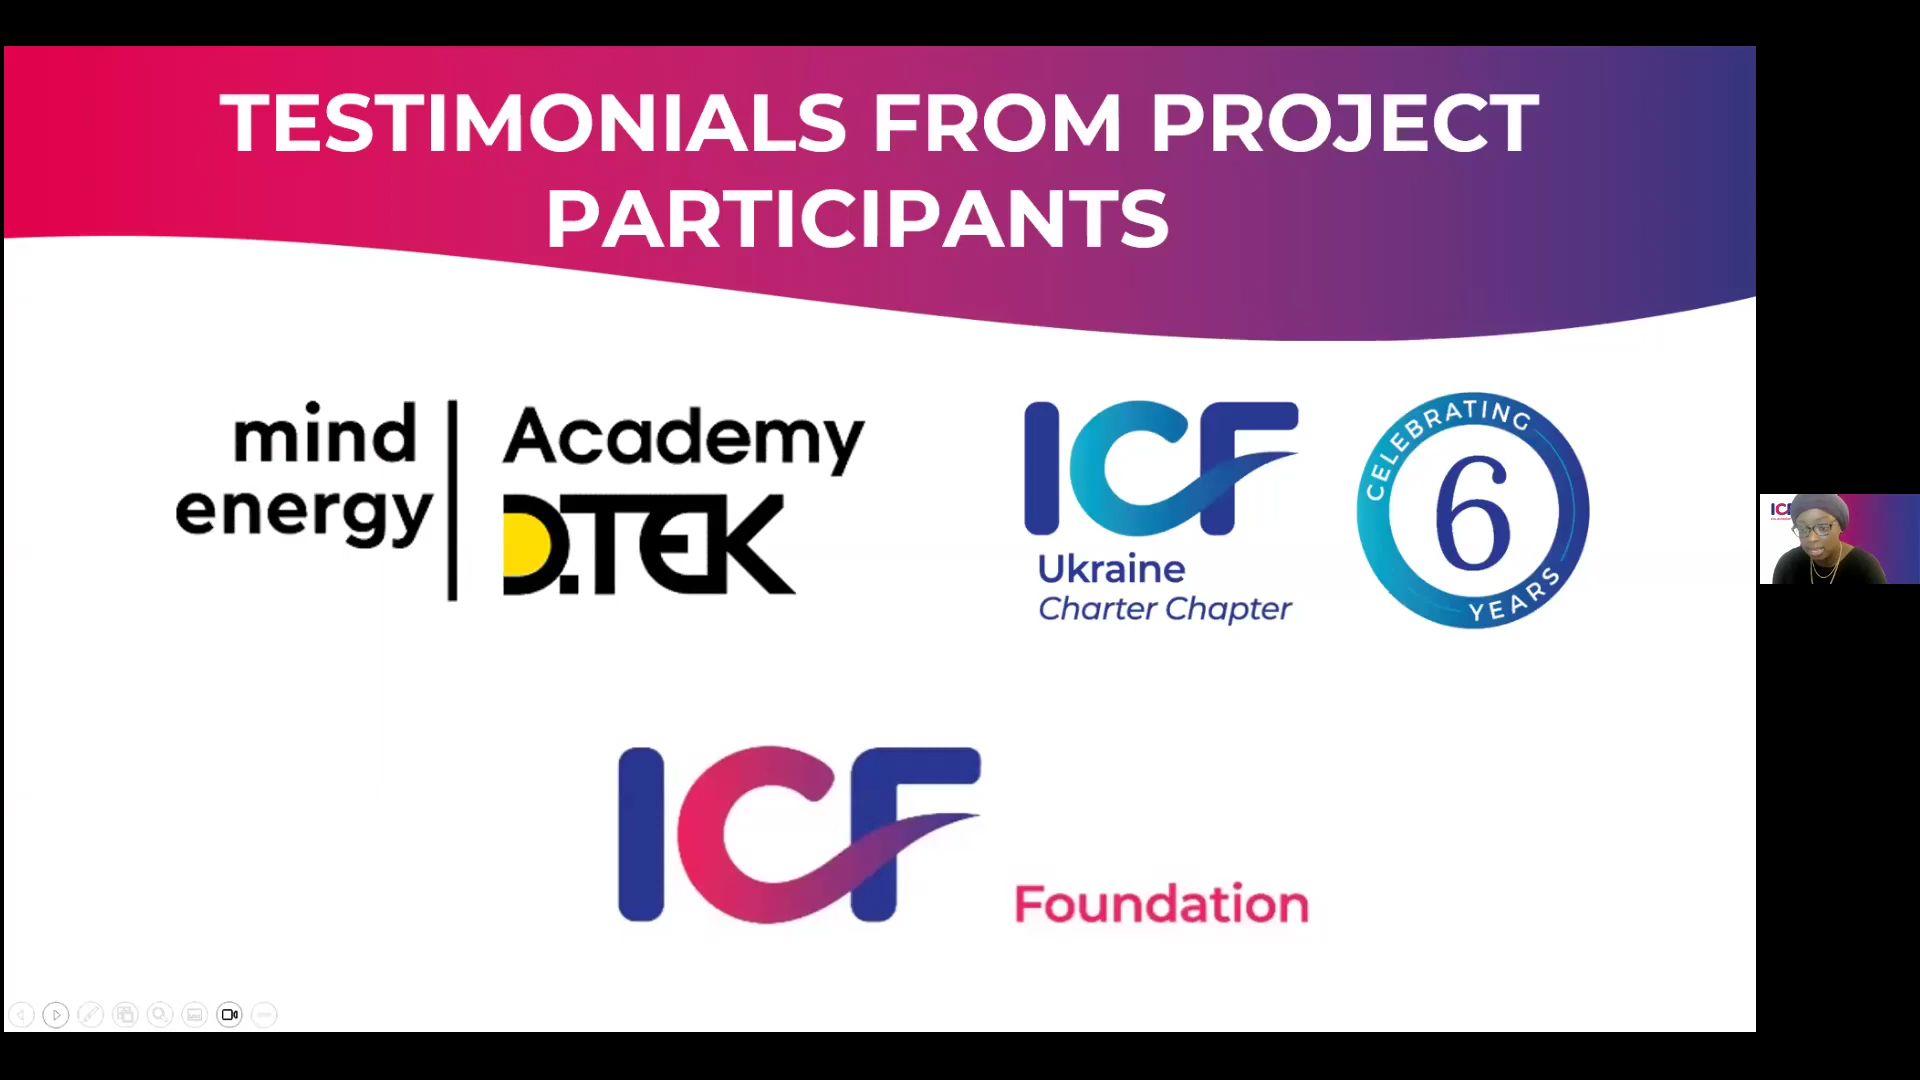 TESTIMONIALS FROM PROJECT
PARTICIPANTS
mind
energy
Academy
D.TEK
ICF
Ukraine
Charter Chapter
CELEBRATING
6
YEARS
ICF
Foundation